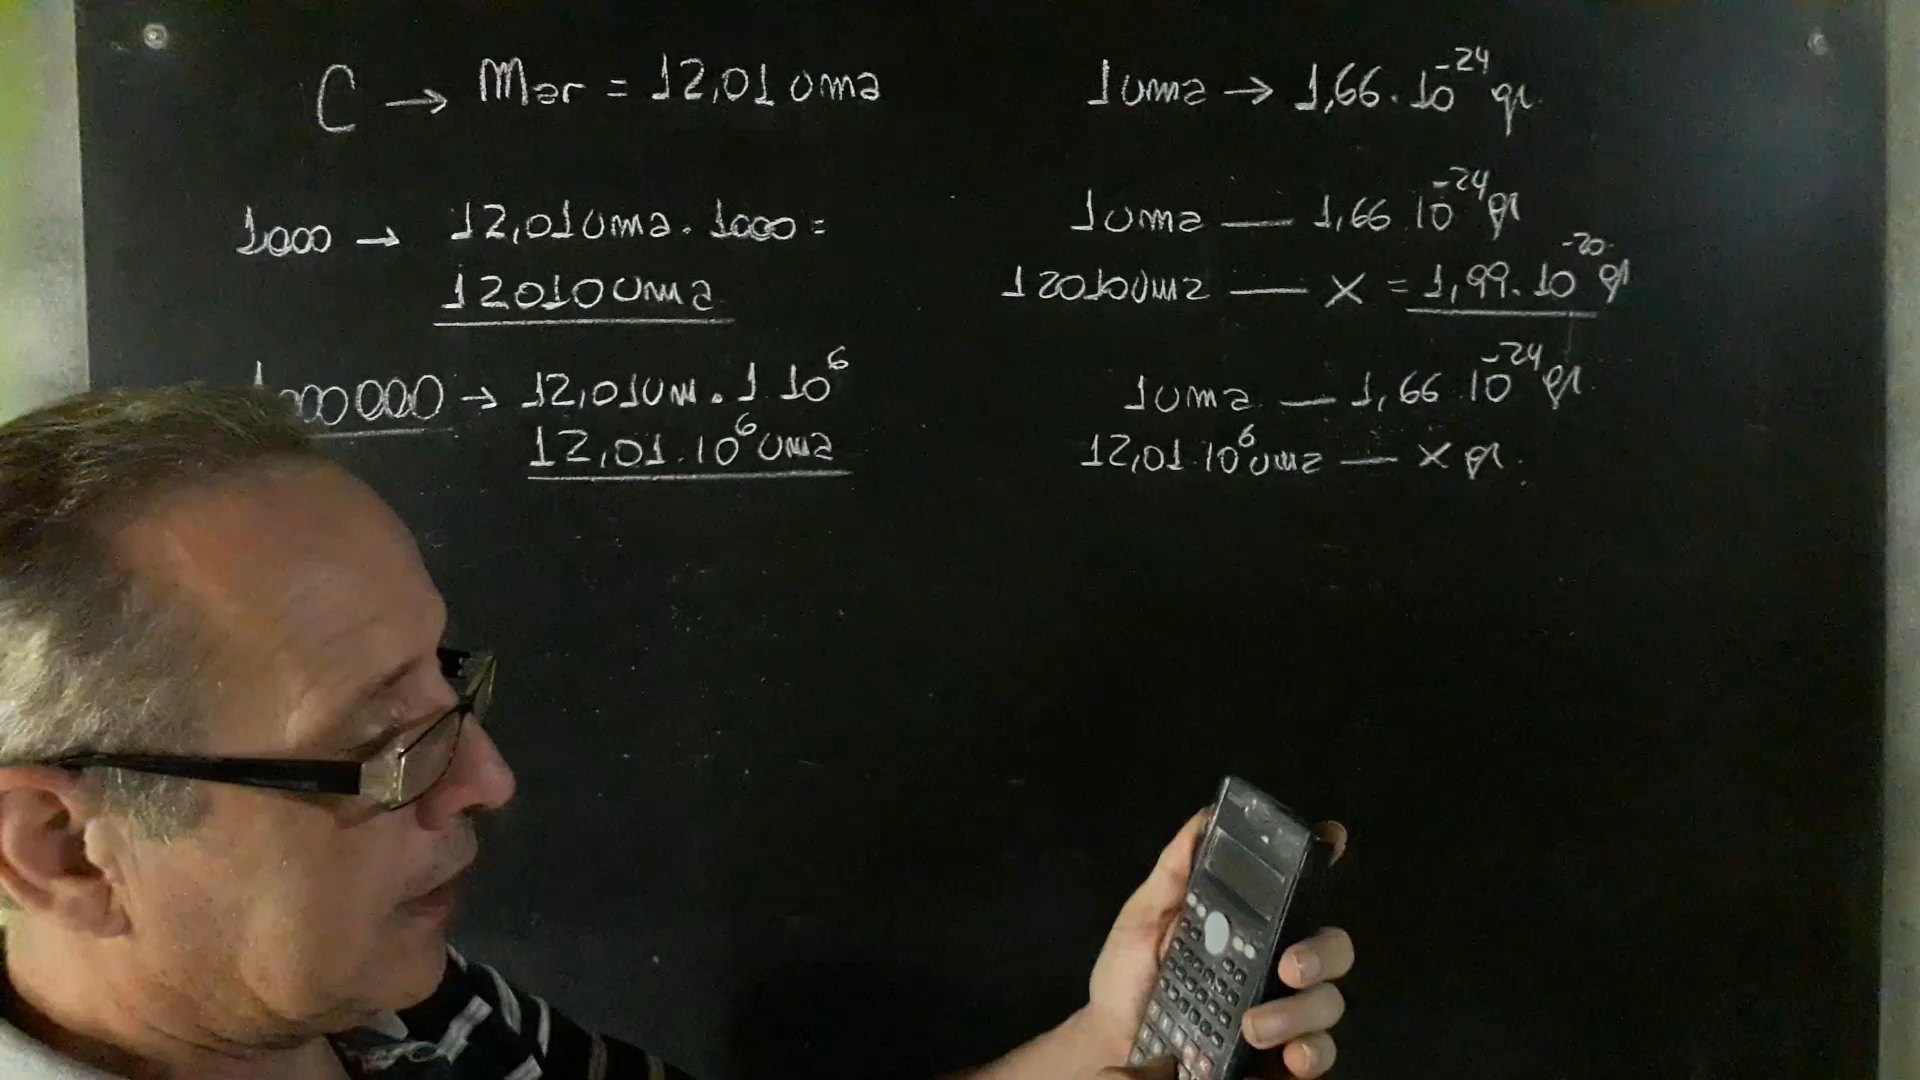 C → Mar = 12,01 uma
1000 → 12,01 uma . 1000 =
12010 uma
1000000 → 12,01 um . 1 10⁶
12,01 . 10⁶ uma
1 uma → 1,66 . 10⁻²⁴ gr.
1 uma — 1,66 10⁻²⁴ gr
12010 uma — x = 1,99 . 10⁻²⁰ gr
1 uma — 1,66 10⁻²⁴ gr.
12,01 10⁶ uma — x gr.